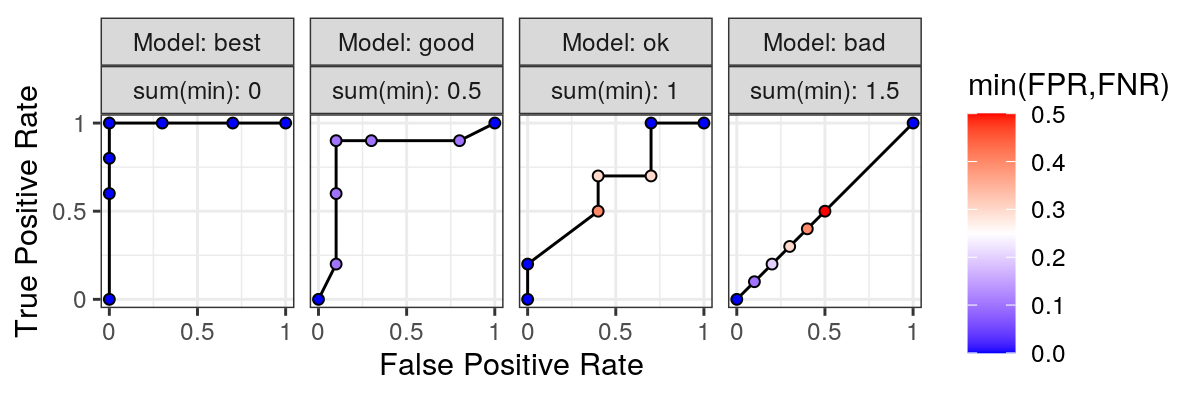 Model: best
Model: good
Model: ok
Model: bad
sum(min): 0
sum(min): 0.5
sum(min): 1
sum(min): 1.5
True Positive Rate
1
0.5
0
0
0.5
1
0
0.5
1
0
0.5
1
0
0.5
1
False Positive Rate
min(FPR,FNR)
0.5
0.4
0.3
0.2
0.1
0.0